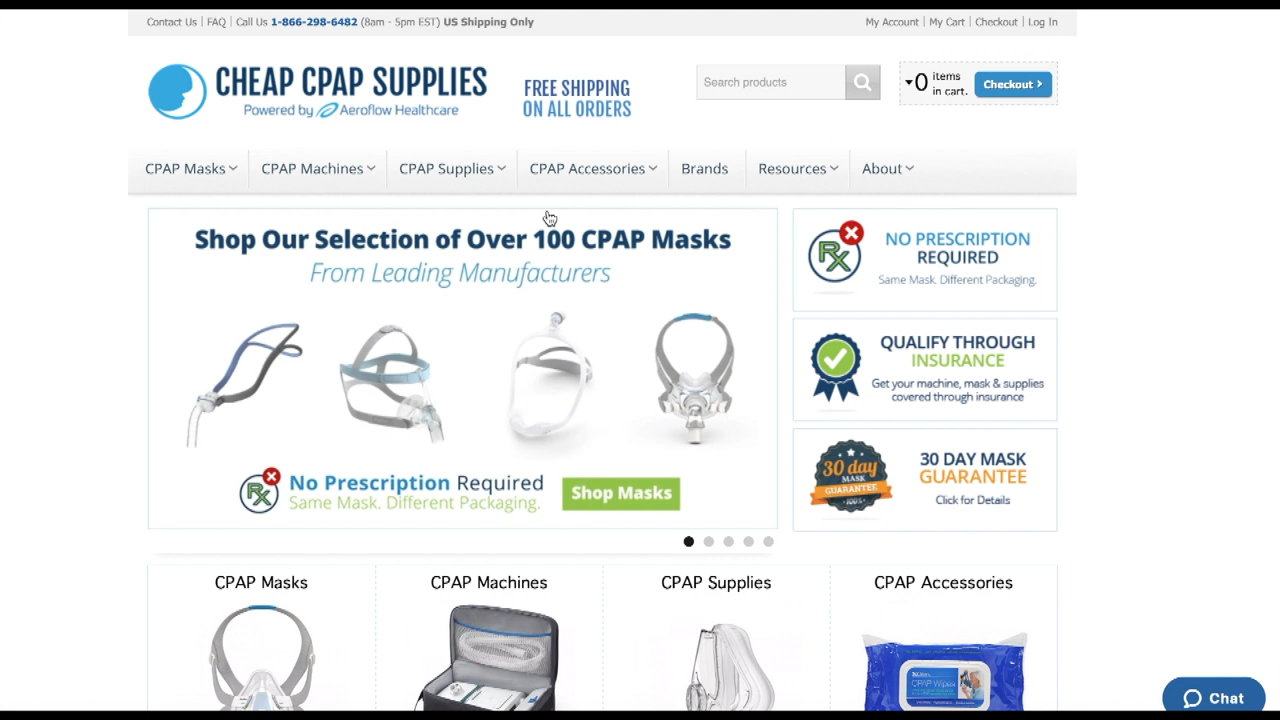 Contact Us | FAQ | Call Us 1-866-298-6482 (8am - 5pm EST) US Shipping Only
My Account | My Cart | Checkout | Log In
CHEAP CPAP SUPPLIES
Powered by Aeroflow Healthcare
FREE SHIPPING
ON ALL ORDERS
Search products
0 items
in cart.
Checkout >
CPAP Masks
CPAP Machines
CPAP Supplies
CPAP Accessories
Brands
Resources
About
Shop Our Selection of Over 100 CPAP Masks
From Leading Manufacturers
Rx
No Prescription Required
Same Mask. Different Packaging.
Shop Masks
Rx
NO PRESCRIPTION
REQUIRED
Same Mask. Different Packaging.
QUALIFY THROUGH
INSURANCE
Get your machine, mask & supplies
covered through insurance
30 day
MASK
GUARANTEE
100%
30 DAY MASK
GUARANTEE
Click for Details
CPAP Masks
CPAP Machines
CPAP Supplies
CPAP Accessories
CPAP Wipes
Chat